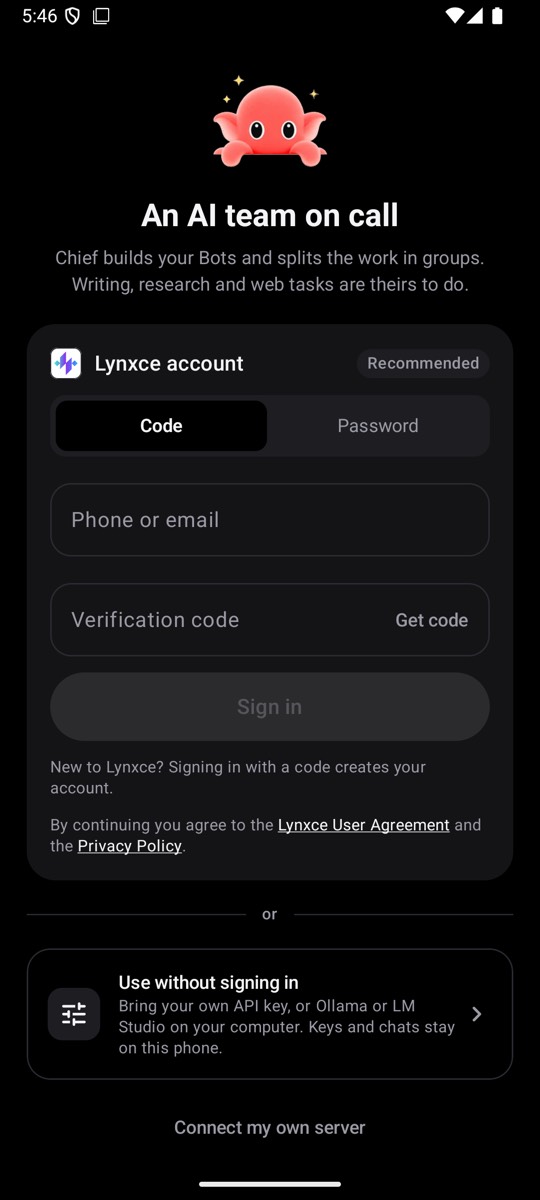 5:46
An AI team on call
Chief builds your Bots and splits the work in groups.
Writing, research and web tasks are theirs to do.
Lynxce account
Recommended
Code
Password
Phone or email
Verification code
Get code
Sign in
New to Lynxce? Signing in with a code creates your
account.
By continuing you agree to the Lynxce User Agreement and
the Privacy Policy.
or
Use without signing in
Bring your own API key, or Ollama or LM
Studio on your computer. Keys and chats stay
on this phone.
Connect my own server